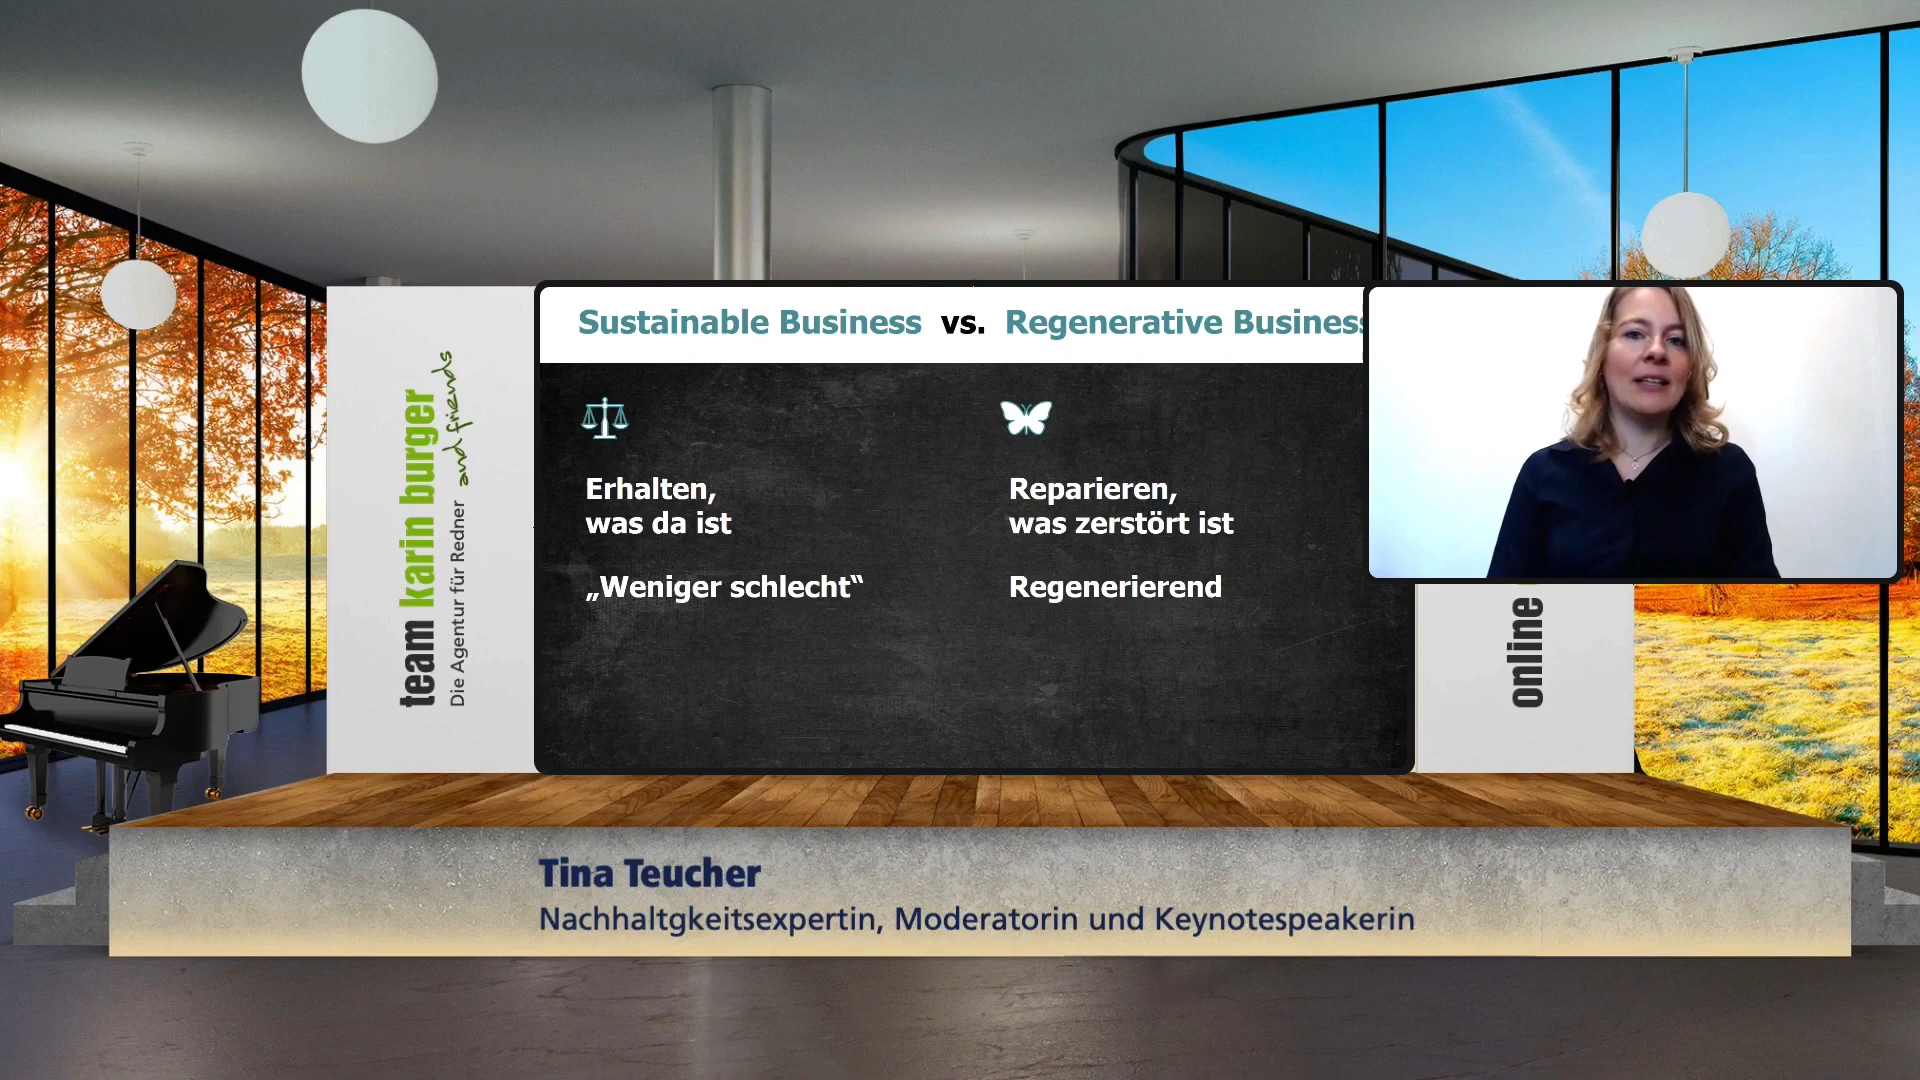 team karin burger
and friends
Die Agentur für Redner
Sustainable Business vs. Regenerative Business
Erhalten,
was da ist
„Weniger schlecht“
Reparieren,
was zerstört ist
Regenerierend
online
Tina Teucher
Nachhaltgkeitsexpertin, Moderatorin und Keynotespeakerin